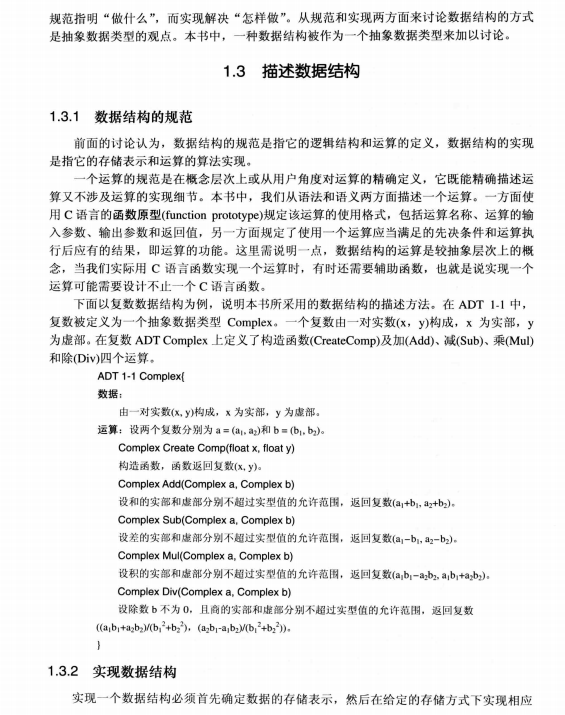 规范指明“做什么”，而实现解决“怎样做”。从规范和实现两方面来讨论数据结构的方式
是抽象数据类型的观点。本书中，一种数据结构被作为一个抽象数据类型来加以讨论。
1.3 描述数据结构
1.3.1 数据结构的规范
前面的讨论认为，数据结构的规范是指它的逻辑结构和运算的定义，数据结构的实现
是指它的存储表示和运算的算法实现。
一个运算的规范是在概念层次上或从用户角度对运算的精确定义，它既能精确描述运
算又不涉及运算的实现细节。本书中，我们从语法和语义两方面描述一个运算。一方面使
用 C 语言的函数原型(function prototype)规定该运算的使用格式，包括运算名称、运算的输
入参数、输出参数和返回值，另一方面规定了使用一个运算应当满足的先决条件和运算执
行后应有的结果，即运算的功能。这里需说明一点，数据结构的运算是较抽象层次上的概
念，当我们实际用 C 语言函数实现一个运算时，有时还需要辅助函数，也就是说实现一个
运算可能需要设计不止一个 C 语言函数。
下面以复数数据结构为例，说明本书所采用的数据结构的描述方法。在 ADT 1-1 中，
复数被定义为一个抽象数据类型 Complex。一个复数由一对实数(x，y)构成，x 为实部，y
为虚部。在复数 ADT Complex 上定义了构造函数(CreateComp)及加(Add)、减(Sub)、乘(Mul)
和除(Div)四个运算。
ADT 1-1 Complex{
数据：
由一对实数(x, y)构成，x 为实部，y 为虚部。
运算：设两个复数分别为 a = (a₁, a₂)和 b = (b₁, b₂)。
Complex Create Comp(float x, float y)
构造函数，函数返回复数(x, y)。
Complex Add(Complex a, Complex b)
设和的实部和虚部分别不超过实型值的允许范围，返回复数(a₁+b₁, a₂+b₂)。
Complex Sub(Complex a, Complex b)
设差的实部和虚部分别不超过实型值的允许范围，返回复数(a₁−b₁, a₂−b₂)。
Complex Mul(Complex a, Complex b)
设积的实部和虚部分别不超过实型值的允许范围，返回复数(a₁b₁−a₂b₂, a₁b₁+a₂b₂)。
Complex Div(Complex a, Complex b)
设除数 b 不为 0，且商的实部和虚部分别不超过实型值的允许范围，返回复数
((a₁b₁+a₂b₂)/(b₁²+b₂²)，(a₂b₁-a₁b₂)/(b₁²+b₂²))。
}
1.3.2 实现数据结构
实现一个数据结构必须首先确定数据的存储表示，然后在给定的存储方式下实现相应